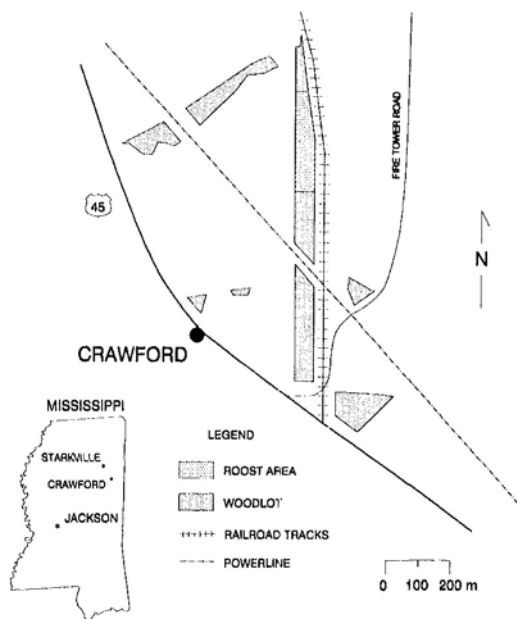 FIRE TOWER ROAD
45
N
CRAWFORD
MISSISSIPPI
STARKVILLE
CRAWFORD
JACKSON
LEGEND
ROOST AREA
WOODLOT
RAILROAD TRACKS
POWERLINE
0 100 200 m